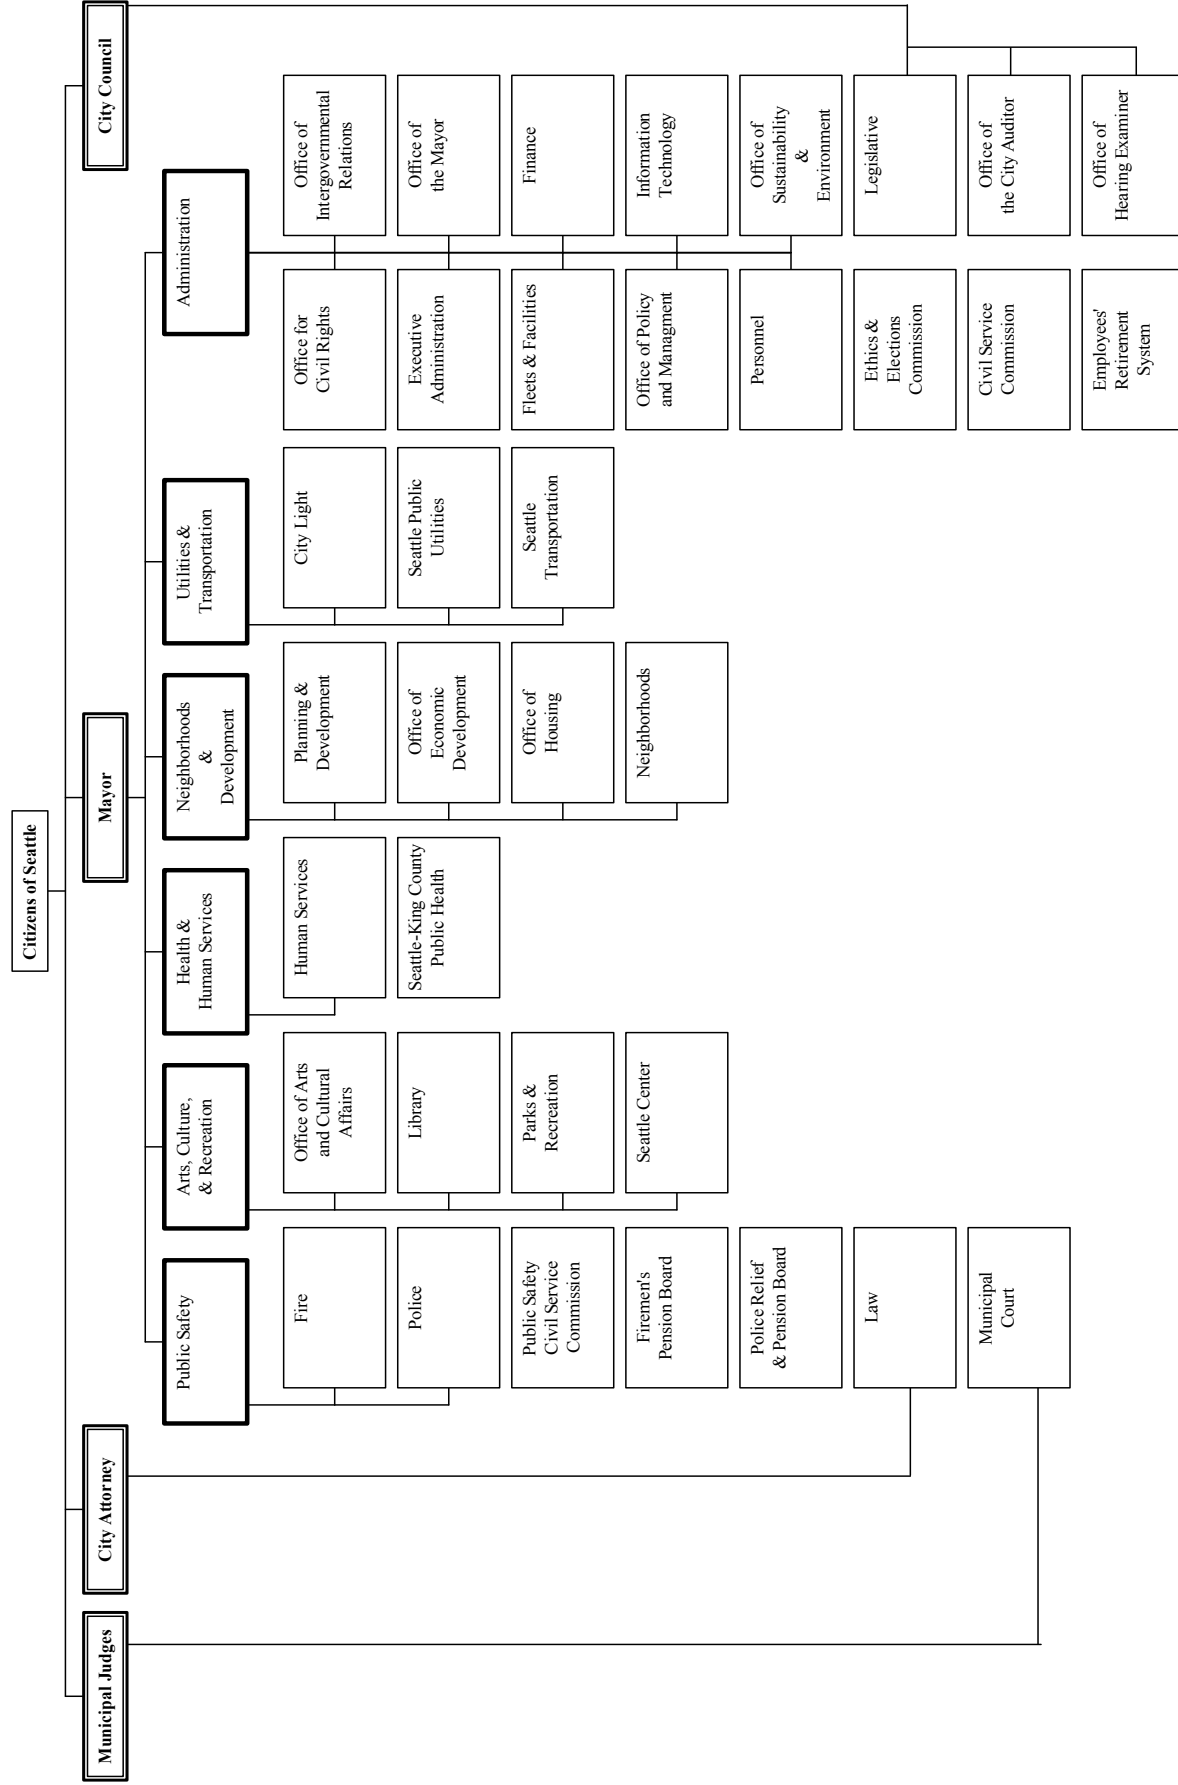 Citizens of Seattle
Municipal Judges
City Attorney
Mayor
City Council
Public Safety
Arts, Culture,
& Recreation
Health &
Human Services
Neighborhoods
&
Development
Utilities &
Transportation
Administration
Fire
Police
Public Safety
Civil Service
Commission
Firemen's
Pension Board
Police Relief
& Pension Board
Law
Municipal
Court
Office of Arts
and Cultural
Affairs
Library
Parks &
Recreation
Seattle Center
Human Services
Seattle-King County
Public Health
Planning &
Development
Office of
Economic
Development
Office of
Housing
Neighborhoods
City Light
Seattle Public
Utilities
Seattle
Transportation
Office for
Civil Rights
Executive
Administration
Fleets & Facilities
Office of Policy
and Managment
Personnel
Ethics &
Elections
Commission
Civil Service
Commission
Employees'
Retirement
System
Office of
Intergovernmental
Relations
Office of
the Mayor
Finance
Information
Technology
Office of
Sustainability
&
Environment
Legislative
Office of
the City Auditor
Office of
Hearing Examiner